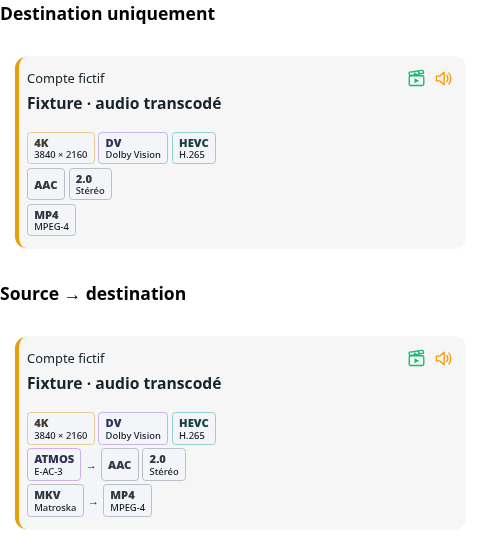 Destination uniquement
Compte fictif
Fixture · audio transcodé
4K DV HEVC
3840 × 2160 Dolby Vision H.265
AAC 2.0
Stéréo
MP4
MPEG-4
Source → destination
Compte fictif
Fixture · audio transcodé
4K DV HEVC
3840 × 2160 Dolby Vision H.265
ATMOS → AAC 2.0
E-AC-3 Stéréo
MKV → MP4
Matroska MPEG-4